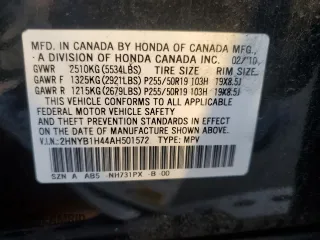 MFD. IN CANADA BY HONDA OF CANADA MFG.,
A DIVISION OF HONDA CANADA INC. 02/10
GVWR 2510KG(5534LBS) TIRE SIZE RIM SIZE
GAWR F 1325KG(2921LBS) P255/50R19 103H 19X8.5J
GAWR R 1215KG(2679LBS) P255/50R19 103H 19X8.5J
THIS VEHICLE CONFORMS TO ALL APPLICABLE
FEDERAL MOTOR VEHICLE SAFETY AND THEFT
PREVENTION STANDARDS IN EFFECT ON THE DATE
OF MANUFACTURE SHOWN ABOVE.
V.I.N.: 2HNYB1H44AH501572 TYPE: MPV
SZN A ABS NH731PX -B-00